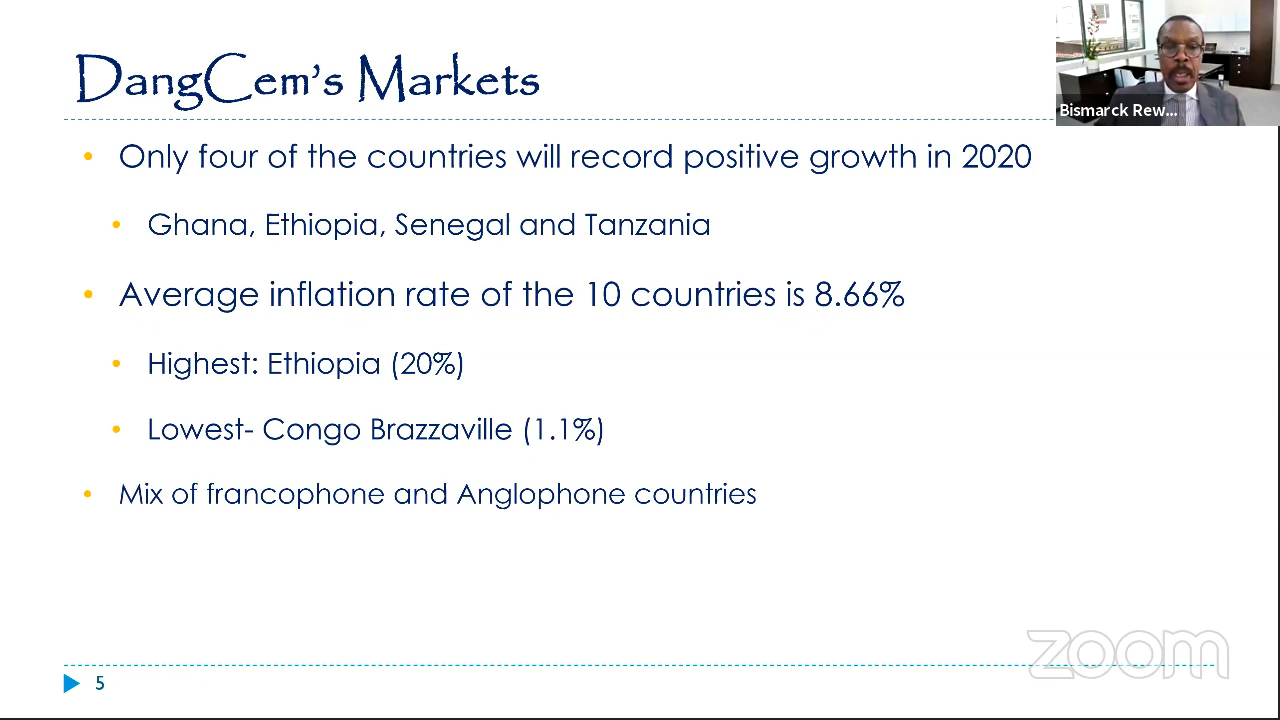 DangCem's Markets
Bismarck Rew...
• Only four of the countries will record positive growth in 2020
• Ghana, Ethiopia, Senegal and Tanzania
• Average inflation rate of the 10 countries is 8.66%
• Highest: Ethiopia (20%)
• Lowest- Congo Brazzaville (1.1%)
• Mix of francophone and Anglophone countries
zoom
5